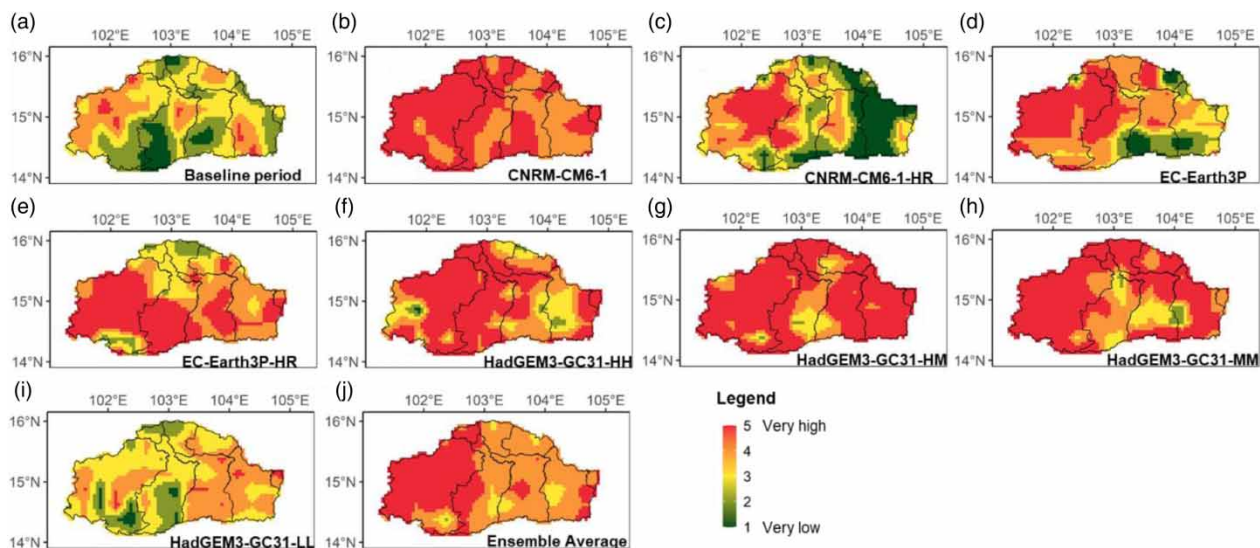 (a) (b) (c) (d)
102°E 103°E 104°E 105°E 102°E 103°E 104°E 105°E 102°E 103°E 104°E 105°E 102°E 103°E 104°E 105°E
16°N 16°N 16°N 16°N
15°N 15°N 15°N 15°N
14°N 14°N 14°N 14°N
Baseline period CNRM-CM6-1 CNRM-CM6-1-HR EC-Earth3P
(e) (f) (g) (h)
102°E 103°E 104°E 105°E 102°E 103°E 104°E 105°E 102°E 103°E 104°E 105°E 102°E 103°E 104°E 105°E
16°N 16°N 16°N 16°N
15°N 15°N 15°N 15°N
14°N 14°N 14°N 14°N
EC-Earth3P-HR HadGEM3-GC31-HH HadGEM3-GC31-HM HadGEM3-GC31-MM
(i) (j)
102°E 103°E 104°E 105°E 102°E 103°E 104°E 105°E
16°N 16°N
15°N 15°N
14°N 14°N
HadGEM3-GC31-LL Ensemble Average
Legend
5 Very high
4
3
2
1 Very low